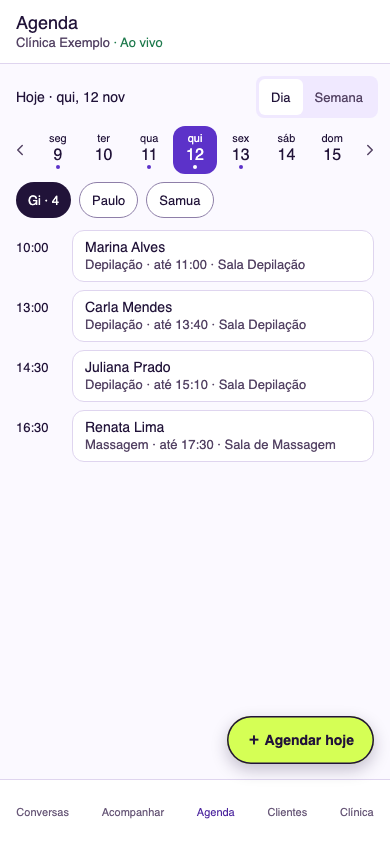 Agenda
Clínica Exemplo · Ao vivo
Hoje · qui, 12 nov
Dia
Semana
seg ter qua qui sex sáb dom
9 10 11 12 13 14 15
Gi · 4
Paulo
Samua
10:00
Marina Alves
Depilação · até 11:00 · Sala Depilação
13:00
Carla Mendes
Depilação · até 13:40 · Sala Depilação
14:30
Juliana Prado
Depilação · até 15:10 · Sala Depilação
16:30
Renata Lima
Massagem · até 17:30 · Sala de Massagem
+ Agendar hoje
Conversas Acompanhar Agenda Clientes Clínica